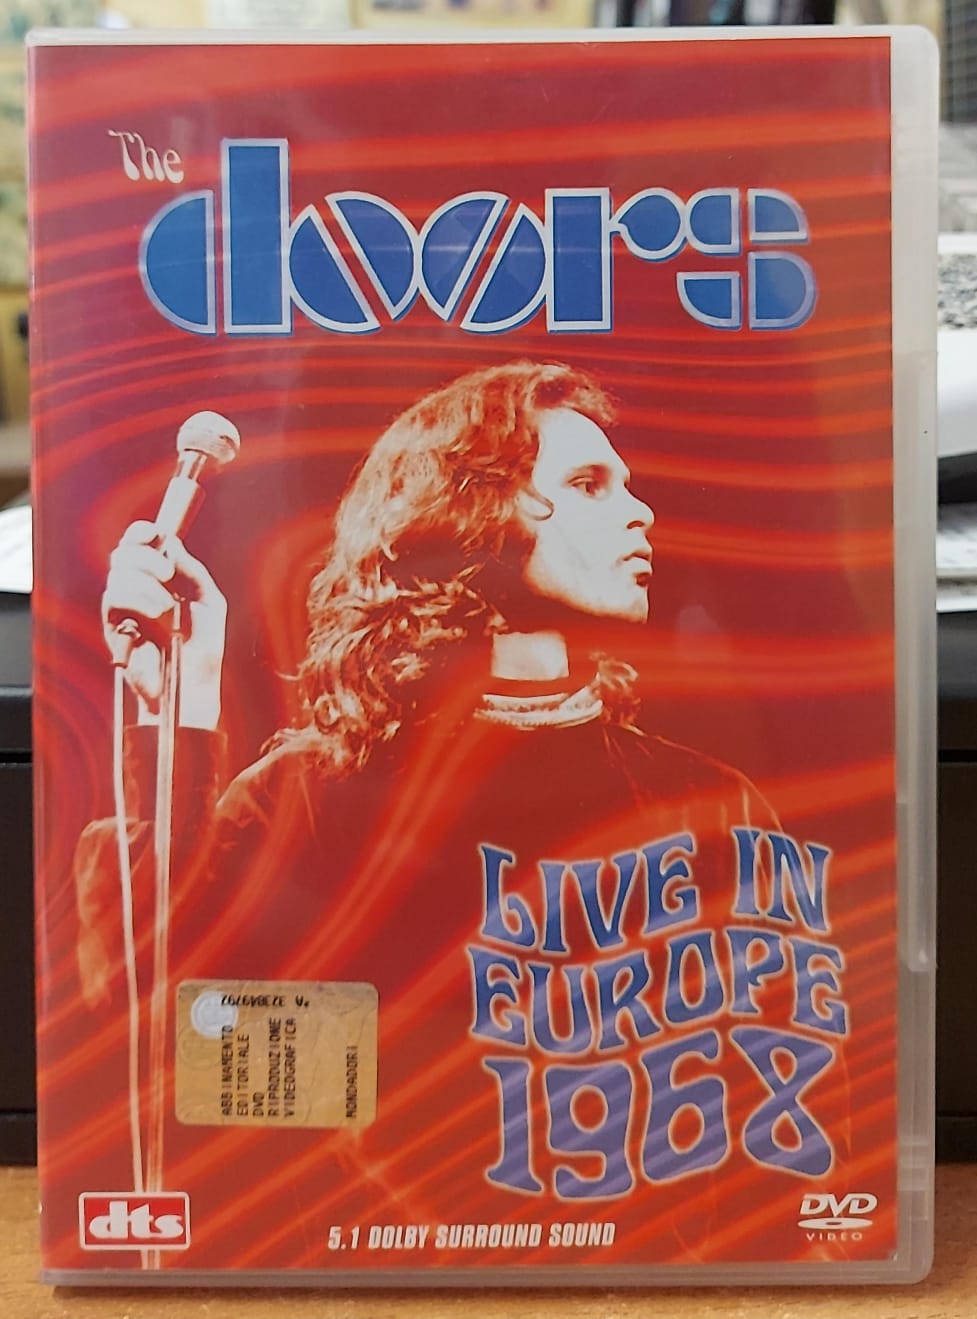 The
doors
LIVE IN
EUROPE
1968
ABBINAMENTO
EDITORIALE
DVD
RIPRODUZIONE
VIDEOGRAFICA
MONDADORI
dts
5.1 DOLBY SURROUND SOUND
DVD
VIDEO